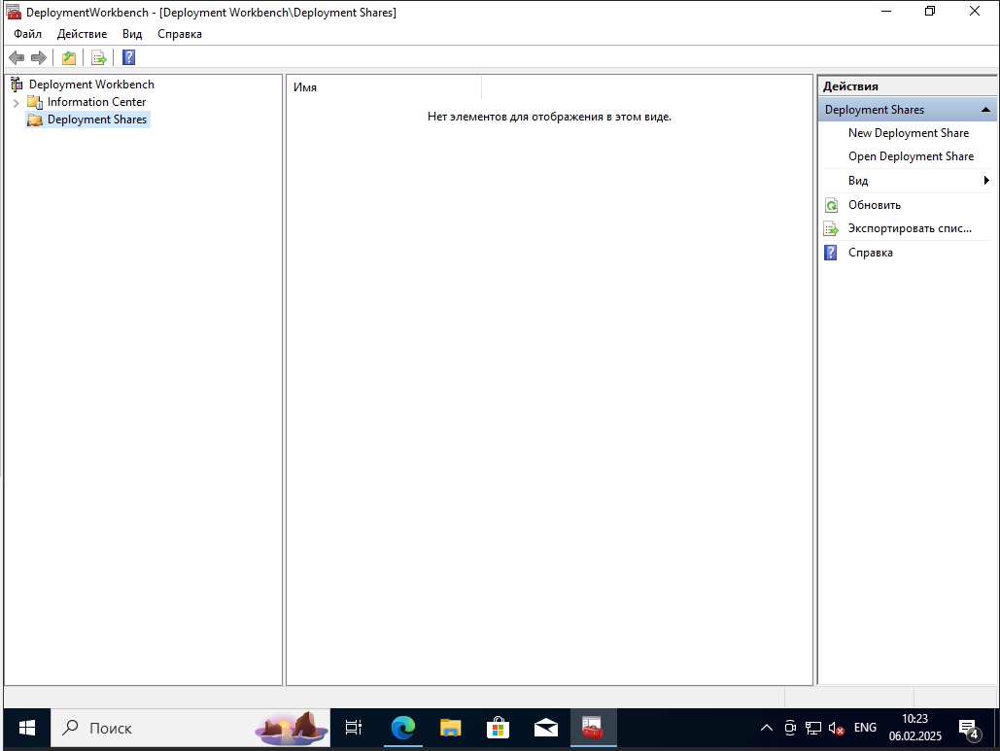 DeploymentWorkbench - [Deployment Workbench\Deployment Shares]
Файл Действие Вид Справка
Deployment Workbench
Information Center
Deployment Shares
Имя
Нет элементов для отображения в этом виде.
Действия
Deployment Shares
New Deployment Share
Open Deployment Share
Вид
Обновить
Экспортировать спис...
Справка
Поиск
ENG
10:23
06.02.2025
4